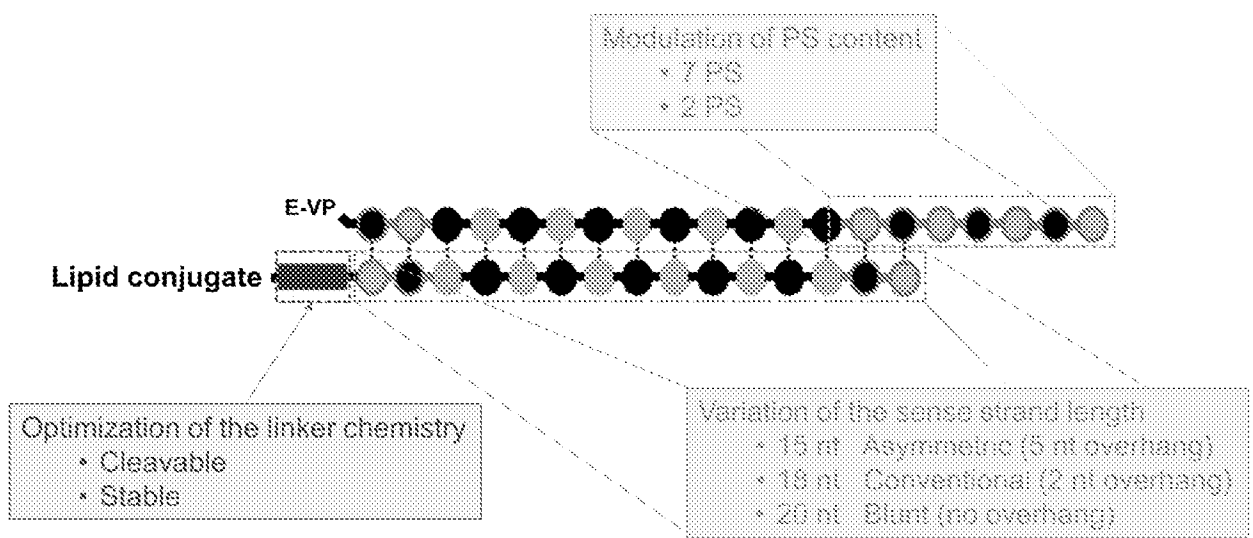 Modulation of PS content
• 7 PS
• 2 PS
E-VP
Lipid conjugate
Optimization of the linker chemistry
• Cleavable
• Stable
Variation of the sense strand length
• 15 nt Asymmetric (5 nt overhang)
• 18 nt Conventional (2 nt overhang)
• 20 nt Blunt (no overhang)